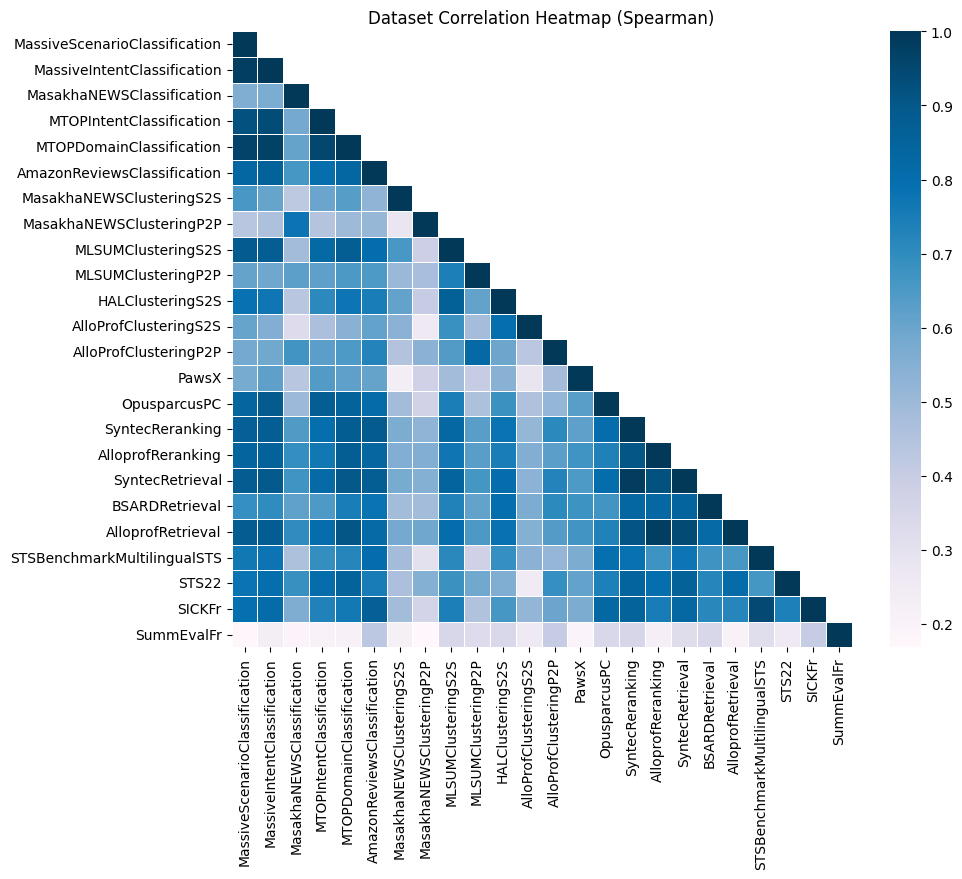 Dataset Correlation Heatmap (Spearman)
MassiveScenarioClassification
MassiveIntentClassification
MasakhaNEWSClassification
MTOPIntentClassification
MTOPDomainClassification
AmazonReviewsClassification
MasakhaNEWSClusteringS2S
MasakhaNEWSClusteringP2P
MLSUMClusteringS2S
MLSUMClusteringP2P
HALClusteringS2S
AlloProfClusteringS2S
AlloProfClusteringP2P
PawsX
OpusparcusPC
SyntecReranking
AlloprofReranking
SyntecRetrieval
BSARDRetrieval
AlloprofRetrieval
STSBenchmarkMultilingualSTS
STS22
SICKFr
SummEvalFr
MassiveScenarioClassification
MassiveIntentClassification
MasakhaNEWSClassification
MTOPIntentClassification
MTOPDomainClassification
AmazonReviewsClassification
MasakhaNEWSClusteringS2S
MasakhaNEWSClusteringP2P
MLSUMClusteringS2S
MLSUMClusteringP2P
HALClusteringS2S
AlloProfClusteringS2S
AlloProfClusteringP2P
PawsX
OpusparcusPC
SyntecReranking
AlloprofReranking
SyntecRetrieval
BSARDRetrieval
AlloprofRetrieval
STSBenchmarkMultilingualSTS
STS22
SICKFr
SummEvalFr
1.0
0.9
0.8
0.7
0.6
0.5
0.4
0.3
0.2